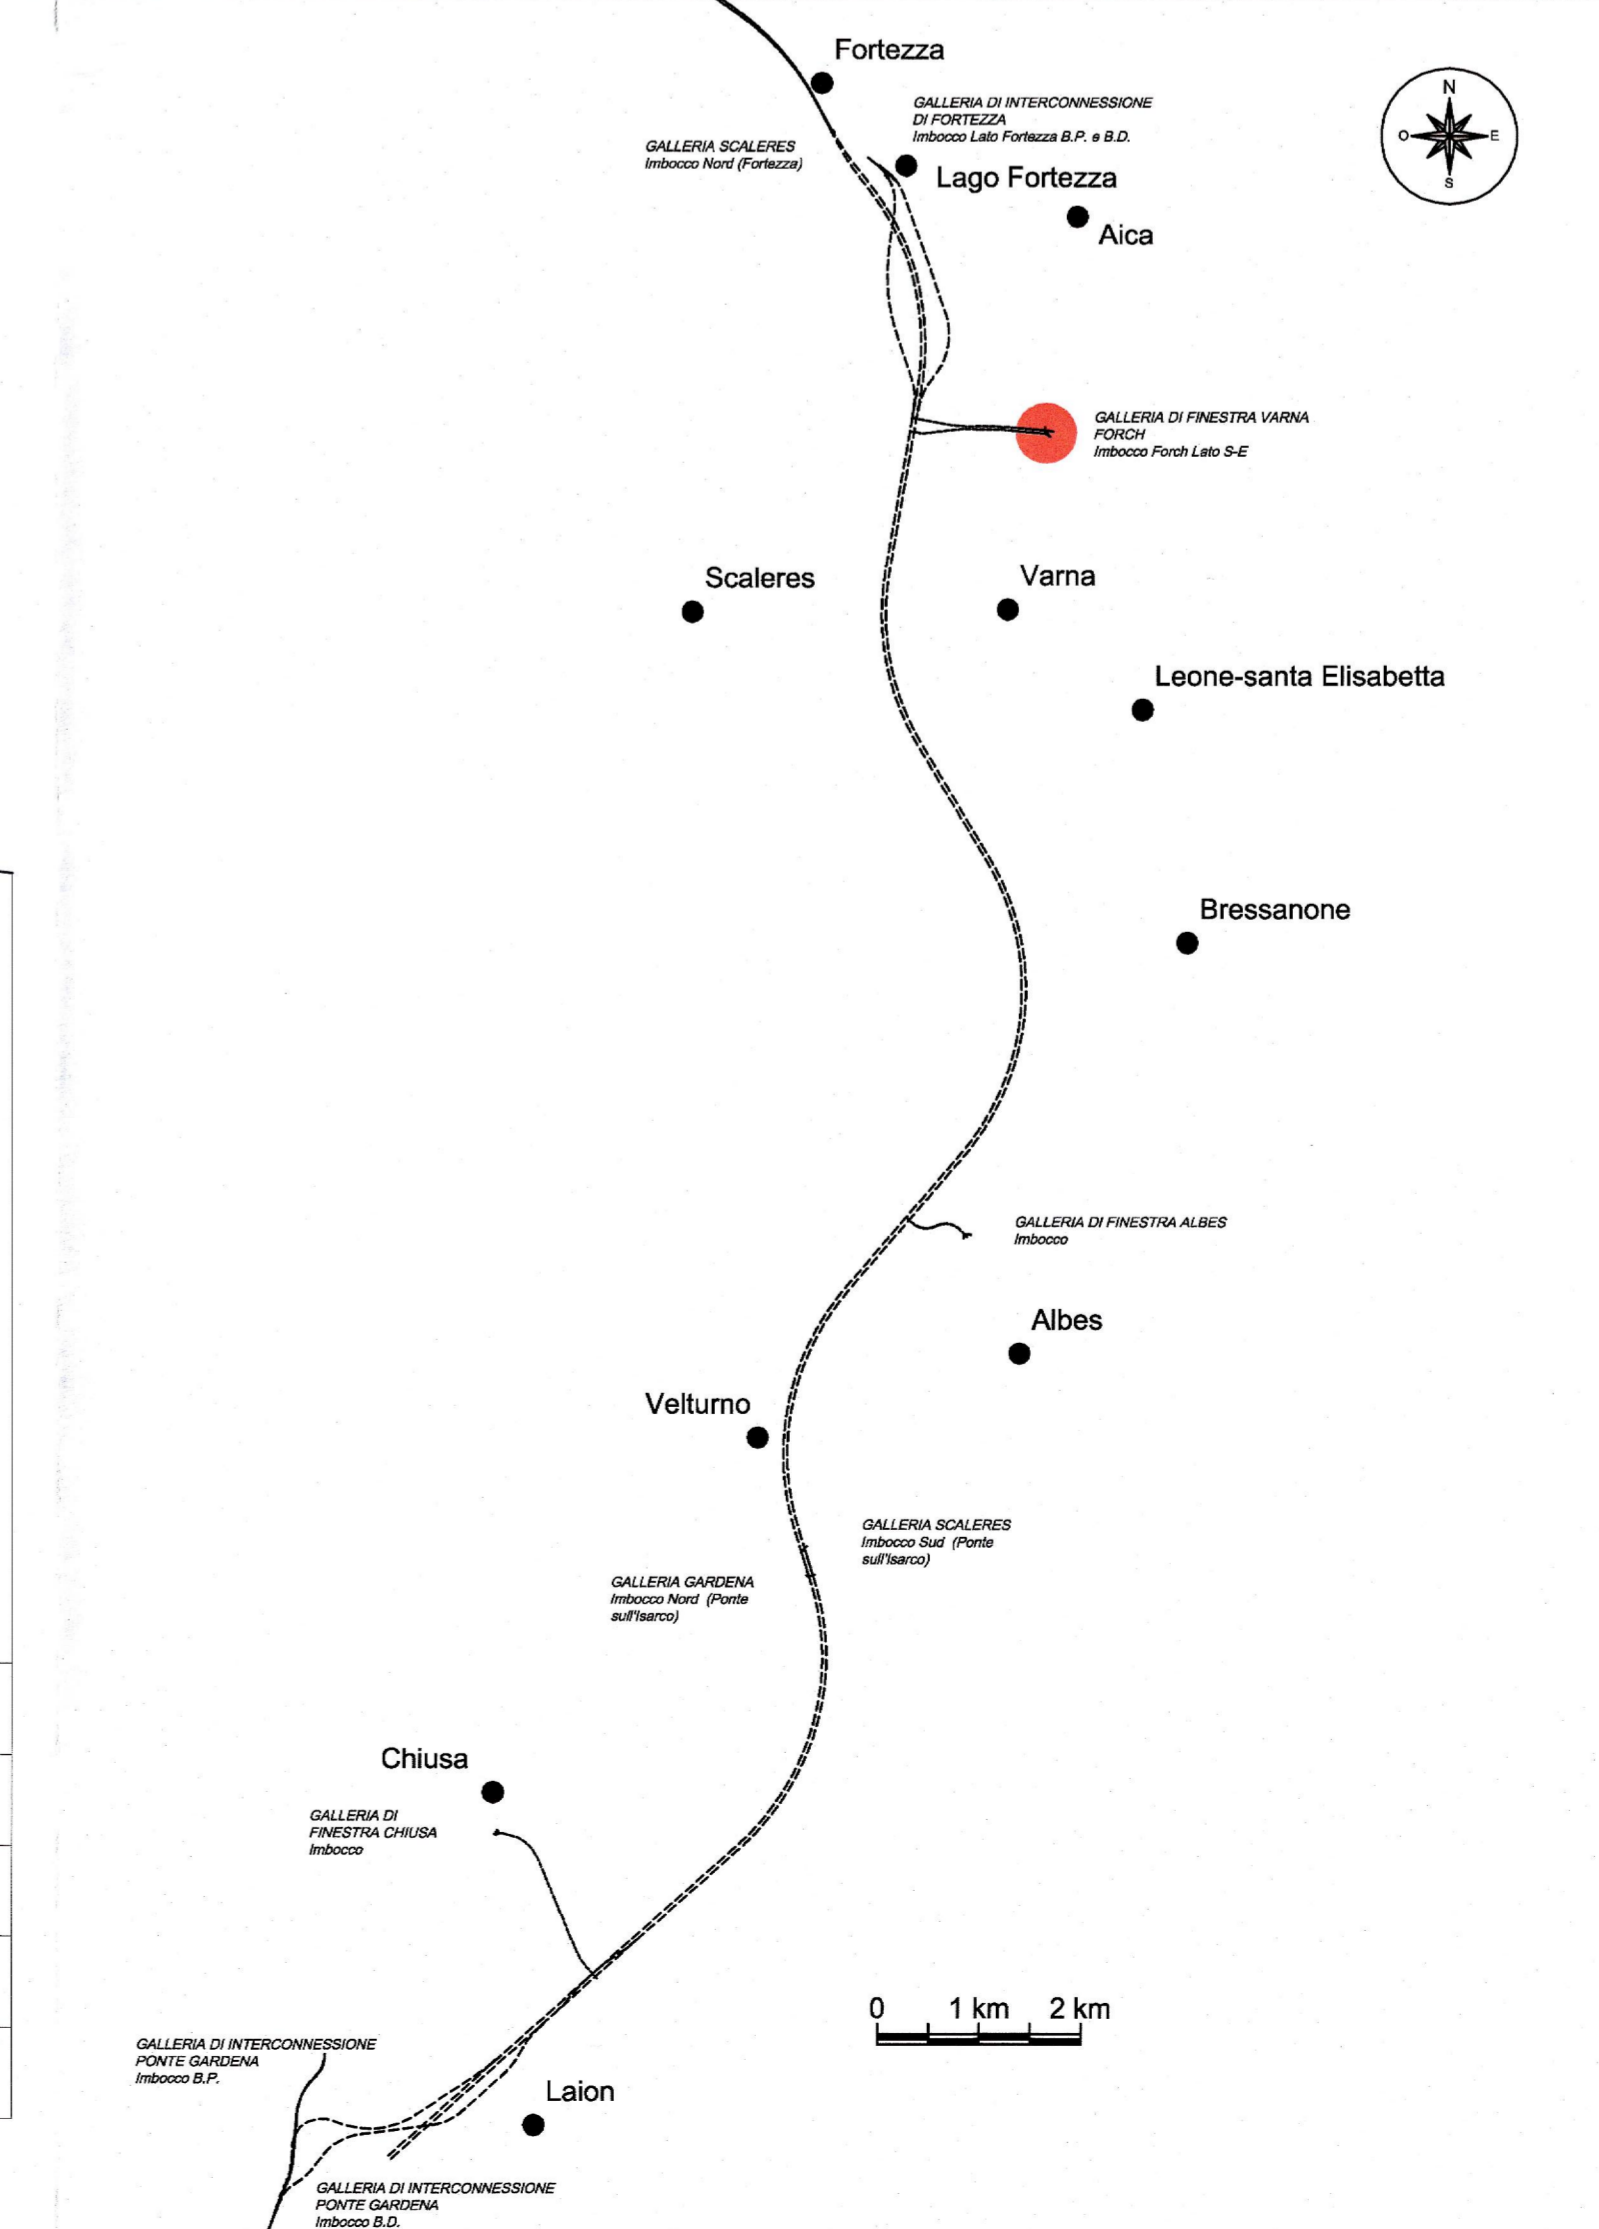 Fortezza
GALLERIA DI INTERCONNESSIONE
DI FORTEZZA
Imbocco Lato Fortezza B.P. e B.D.
N
O
E
S
GALLERIA SCALERES
Imbocco Nord (Fortezza)
Lago Fortezza
Aica
GALLERIA DI FINESTRA VARNA
FORCH
Imbocco Forch Lato S-E
Scaleres
Varna
Leone-santa Elisabetta
Bressanone
GALLERIA DI FINESTRA ALBES
Imbocco
Albes
Velturno
GALLERIA SCALERES
Imbocco Sud (Ponte
sull'Isarco)
GALLERIA GARDENA
Imbocco Nord (Ponte
sull'Isarco)
Chiusa
GALLERIA DI
FINESTRA CHIUSA
Imbocco
0 1 km 2 km
GALLERIA DI INTERCONNESSIONE
PONTE GARDENA
Imbocco B.P.
Laion
GALLERIA DI INTERCONNESSIONE
PONTE GARDENA
Imbocco B.D.